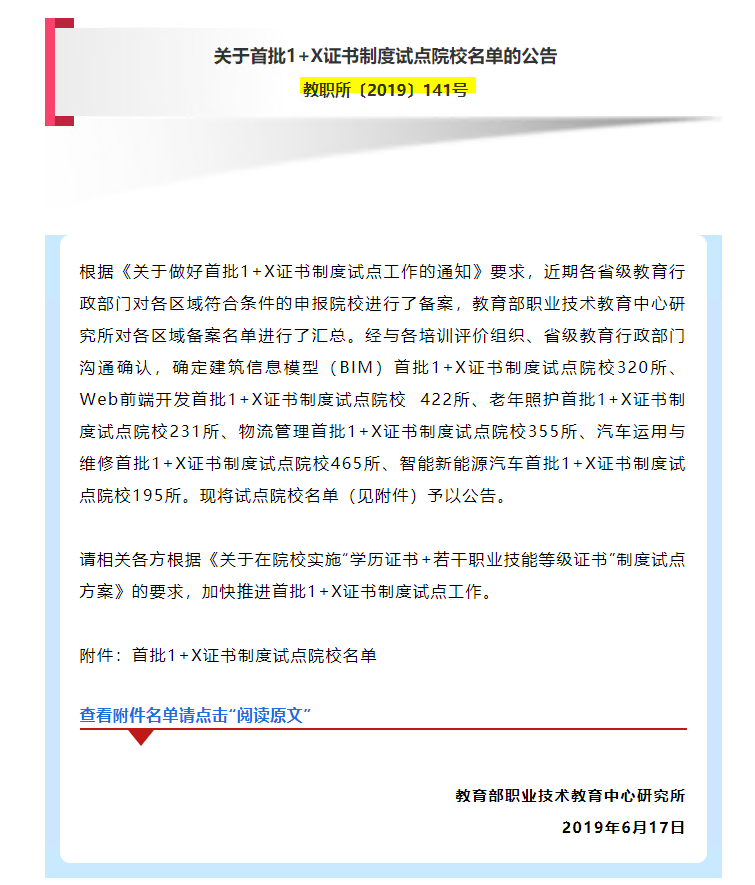 关于首批1+X证书制度试点院校名单的公告
教职所〔2019〕141号
根据《关于做好首批1+X证书制度试点工作的通知》要求，近期各省级教育行
政部门对各区域符合条件的申报院校进行了备案，教育部职业技术教育中心研
究所对各区域备案名单进行了汇总。经与各培训评价组织、省级教育行政部门
沟通确认，确定建筑信息模型（BIM）首批1+X证书制度试点院校320所、
Web前端开发首批1+X证书制度试点院校 422所、老年照护首批1+X证书制
度试点院校231所、物流管理首批1+X证书制度试点院校355所、汽车运用与
维修首批1+X证书制度试点院校465所、智能新能源汽车首批1+X证书制度试
点院校195所。现将试点院校名单（见附件）予以公告。
请相关各方根据《关于在院校实施“学历证书+若干职业技能等级证书”制度试点
方案》的要求，加快推进首批1+X证书制度试点工作。
附件：首批1+X证书制度试点院校名单
查看附件名单请点击“阅读原文”
教育部职业技术教育中心研究所
2019年6月17日